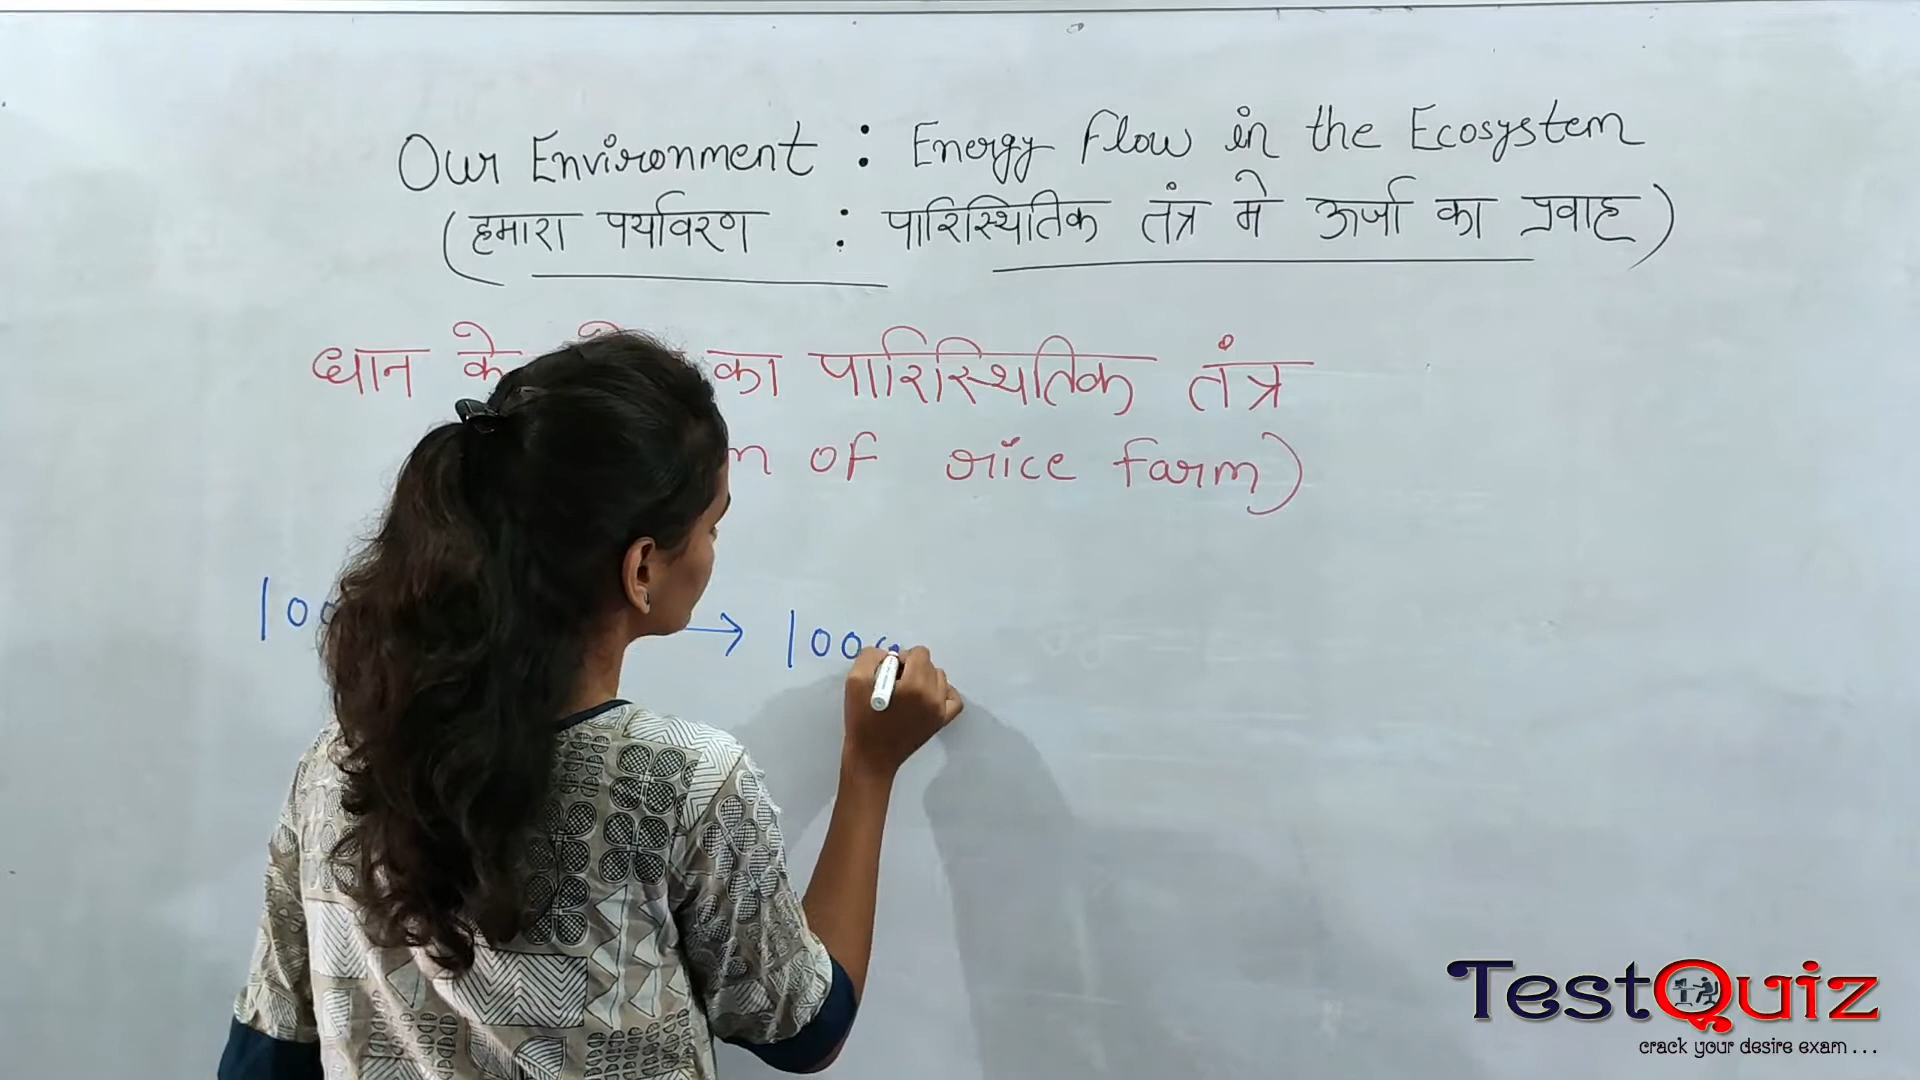 Our Environment : Energy Flow in the Ecosystem
(हमारा पर्यावरण : पारिस्थितिक तंत्र मे ऊर्जा का प्रवाह)
धान के का पारिस्थितिक तंत्र
of rice farm)
→
TestQuiz
crack your desire exam ...